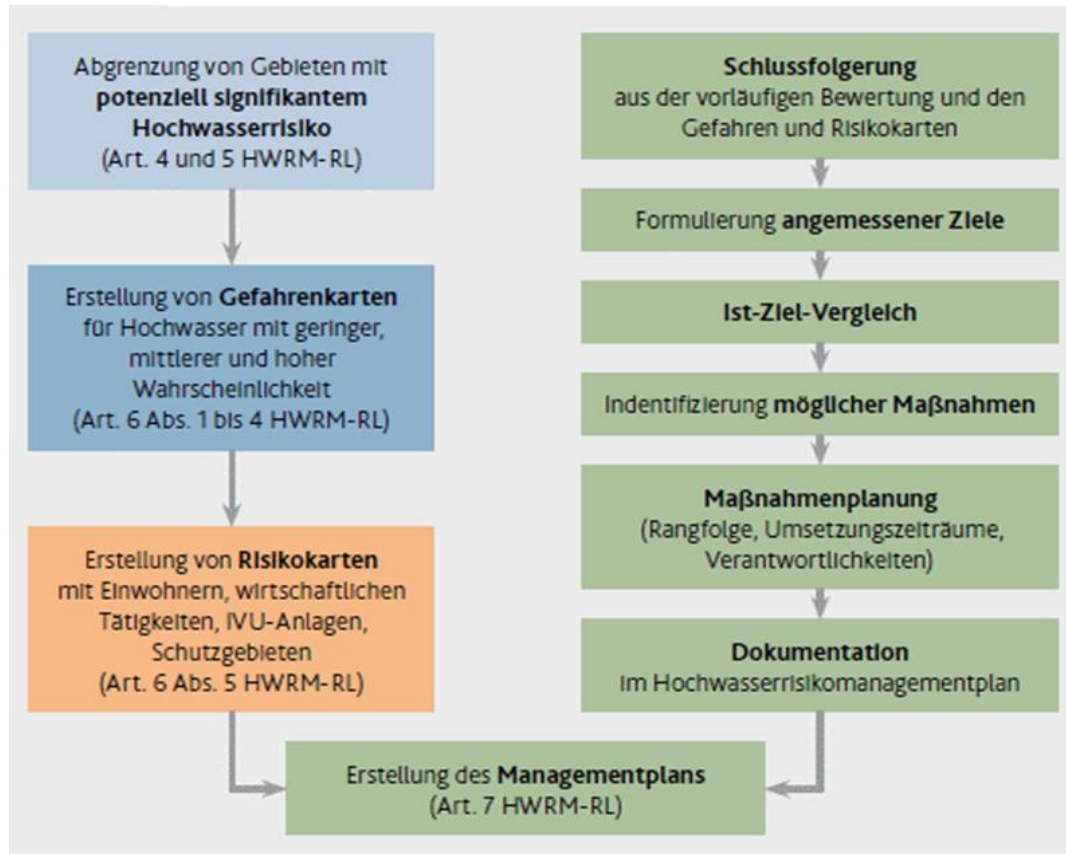 Abgrenzung von Gebieten mit
potenziell signifikantem
Hochwasserrisiko
(Art. 4 und 5 HWRM-RL)
Erstellung von Gefahrenkarten
für Hochwasser mit geringer,
mittlerer und hoher
Wahrscheinlichkeit
(Art. 6 Abs. 1 bis 4 HWRM-RL)
Erstellung von Risikokarten
mit Einwohnern, wirtschaftlichen
Tätigkeiten, IVU-Anlagen,
Schutzgebieten
(Art. 6 Abs. 5 HWRM-RL)
Schlussfolgerung
aus der vorläufigen Bewertung und den
Gefahren und Risikokarten
Formulierung angemessener Ziele
Ist-Ziel-Vergleich
Indentifizierung möglicher Maßnahmen
Maßnahmenplanung
(Rangfolge, Umsetzungszeiträume,
Verantwortlichkeiten)
Dokumentation
im Hochwasserrisikomanagementplan
Erstellung des Managementplans
(Art. 7 HWRM-RL)